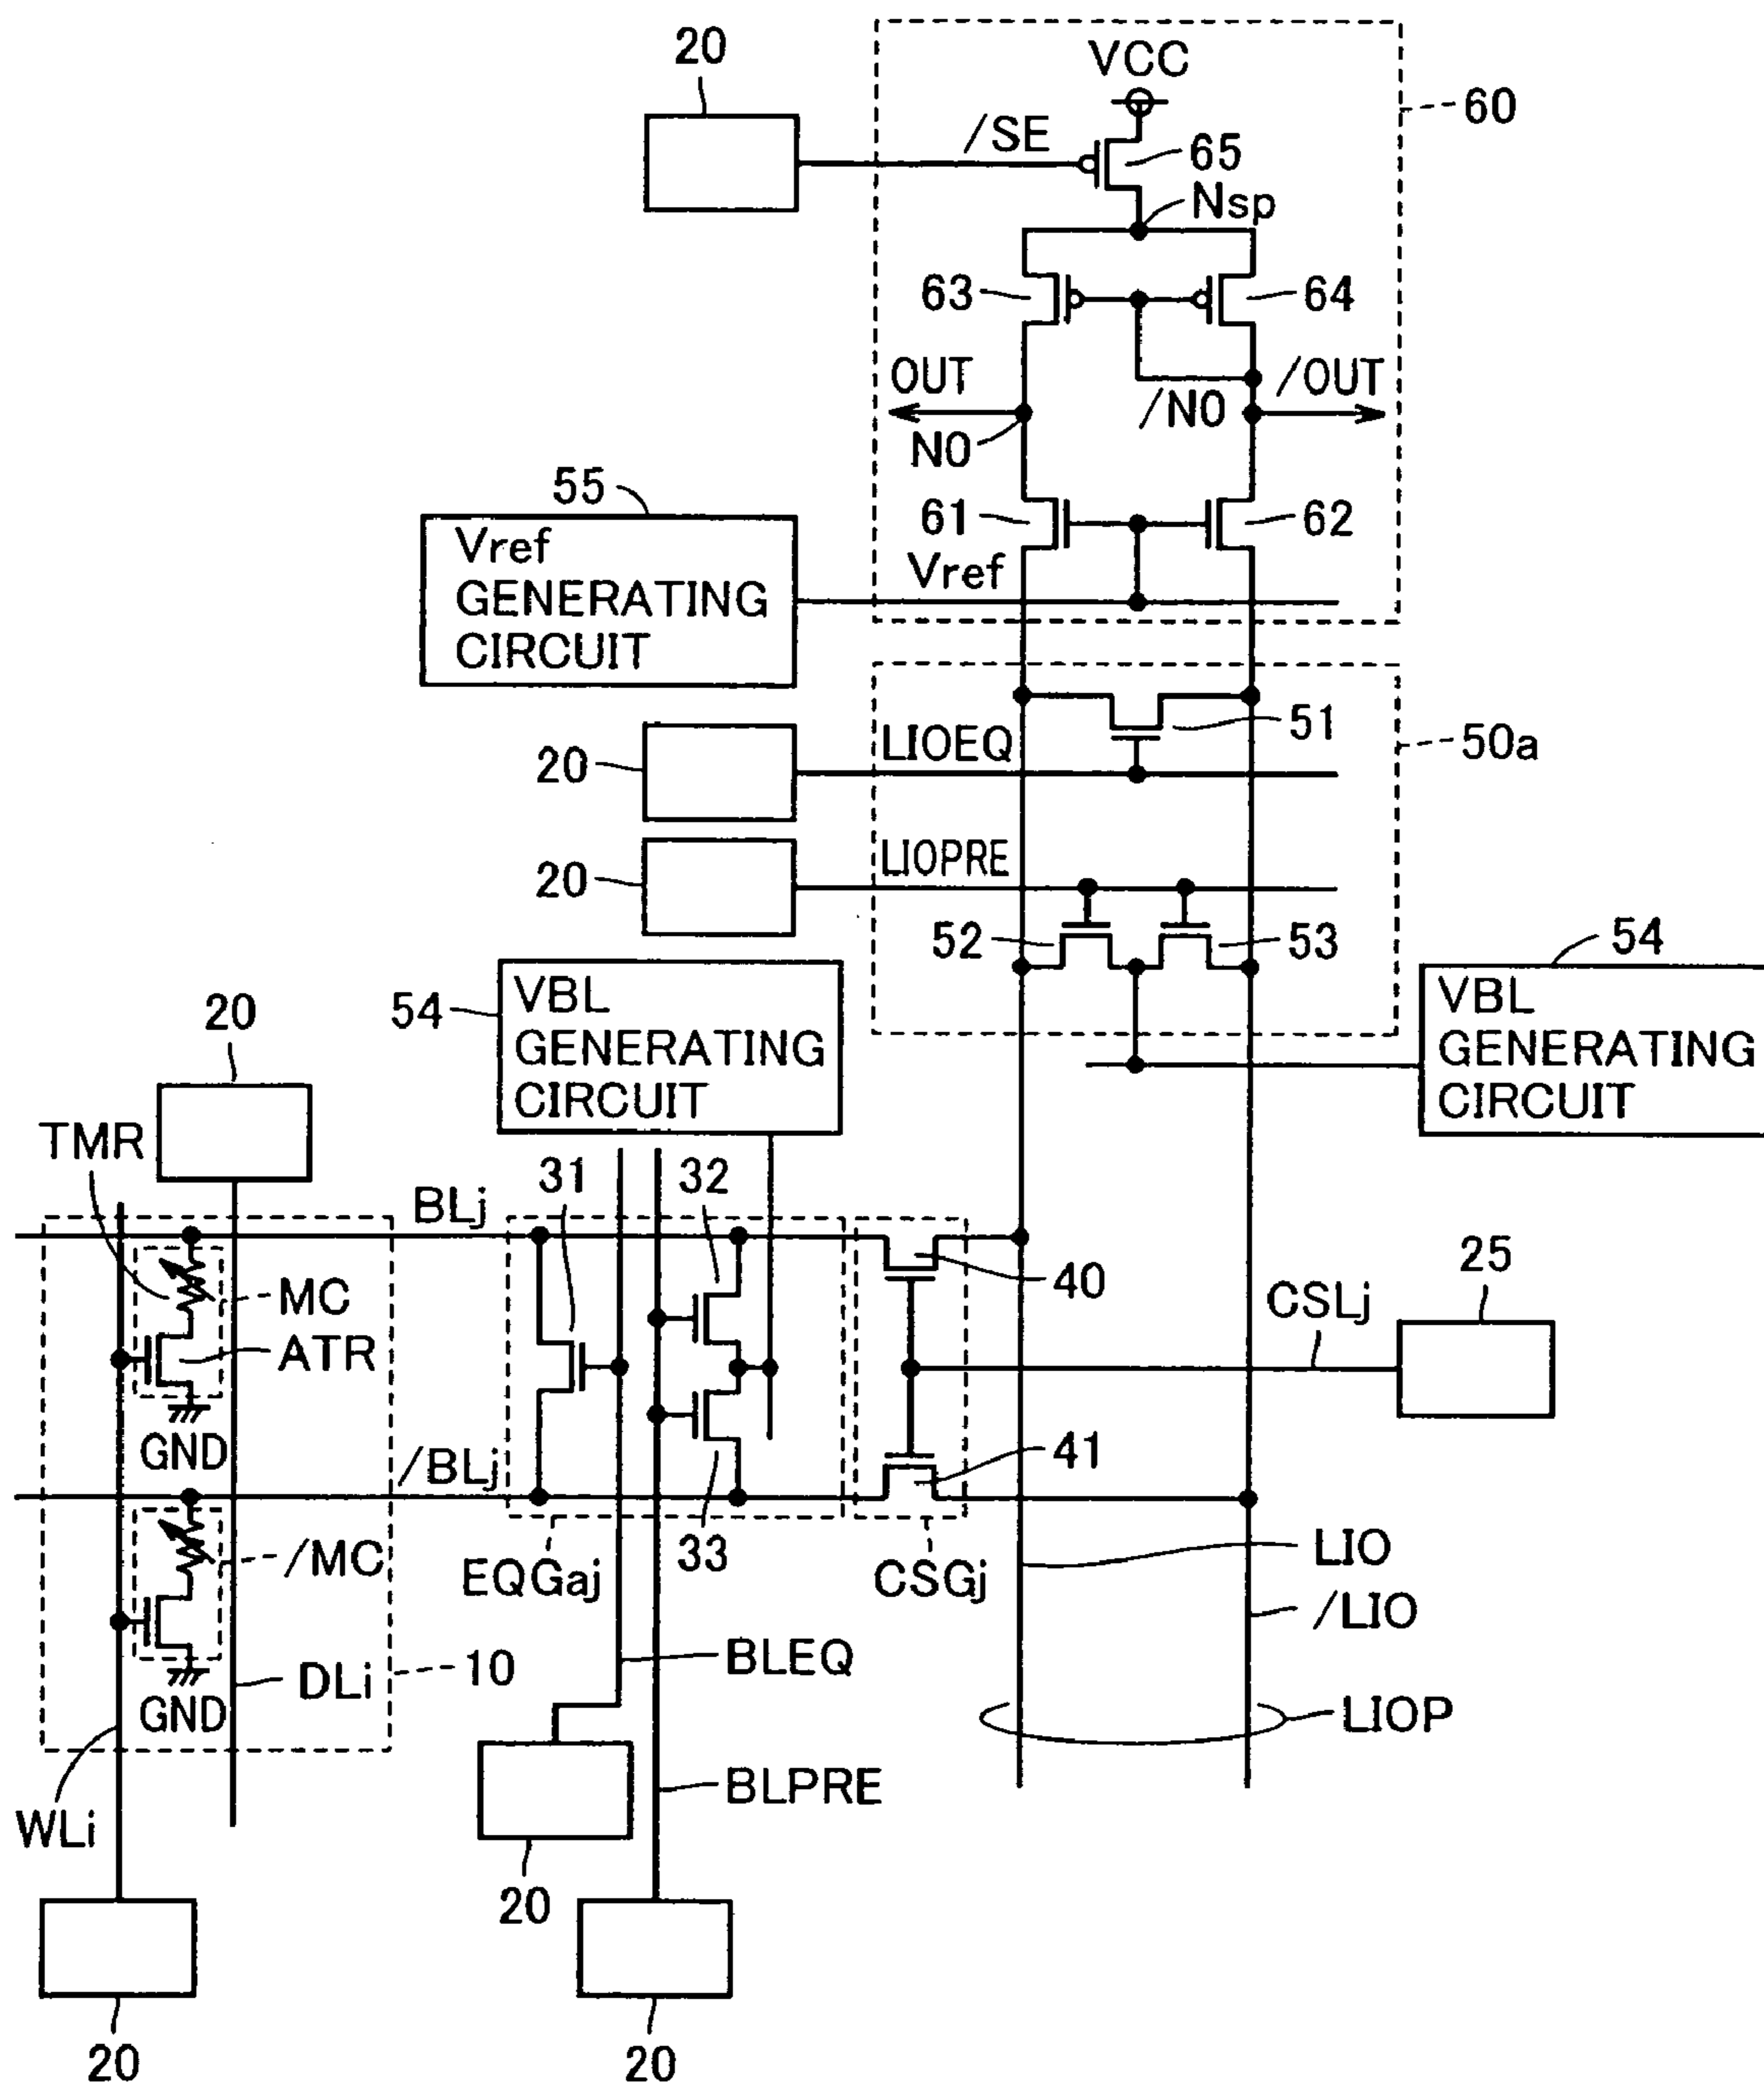 20
VCC
60
/SE
65
Nsp
63
64
OUT
/OUT
/N0
N0
55
61
62
Vref
GENERATING
CIRCUIT
Vref
51
LIOEQ
50a
20
LIOPRE
20
52
53
54
54
VBL
GENERATING
CIRCUIT
VBL
GENERATING
CIRCUIT
20
TMR
31
32
BLj
40
25
MC
CSLj
ATR
GND
/BLj
41
/MC
EQGaj
33
CSGj
LIO
/LIO
10
BLEQ
DLi
GND
LIOP
BLPRE
WLi
20
20
20